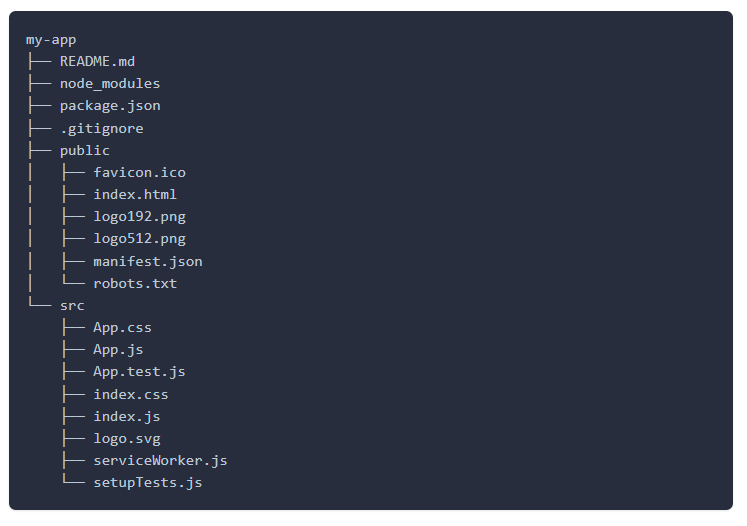 my-app
├── README.md
├── node_modules
├── package.json
├── .gitignore
├── public
│   ├── favicon.ico
│   ├── index.html
│   ├── logo192.png
│   ├── logo512.png
│   ├── manifest.json
│   └── robots.txt
└── src
    ├── App.css
    ├── App.js
    ├── App.test.js
    ├── index.css
    ├── index.js
    ├── logo.svg
    ├── serviceWorker.js
    └── setupTests.js